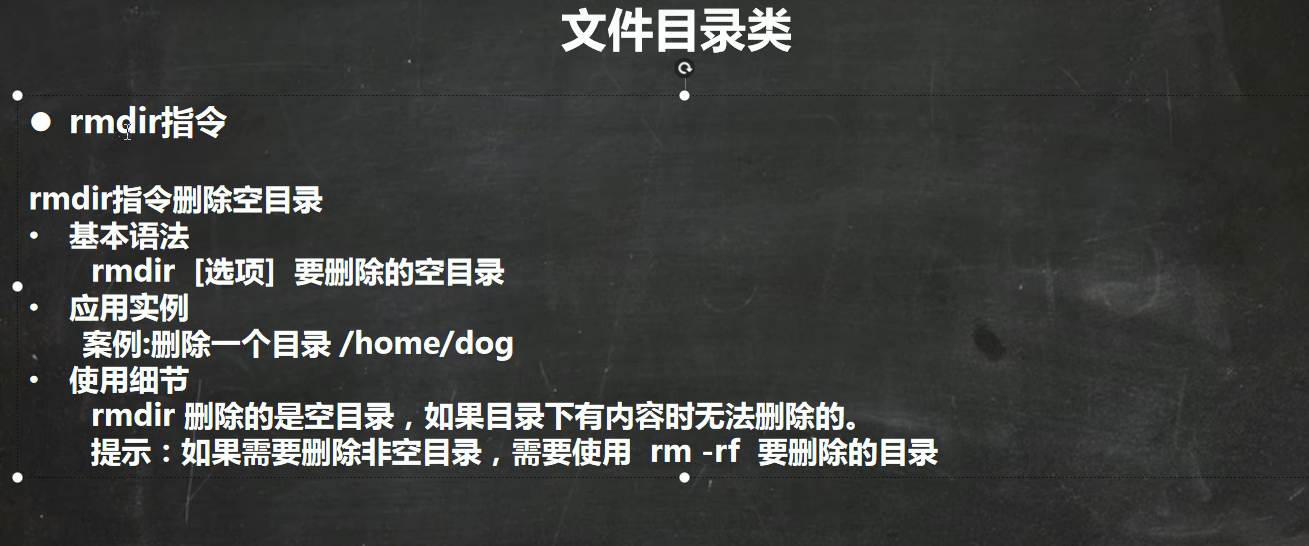 文件目录类
● rmdir指令
rmdir指令删除空目录
• 基本语法
rmdir [选项] 要删除的空目录
• 应用实例
案例:删除一个目录 /home/dog
• 使用细节
rmdir 删除的是空目录，如果目录下有内容时无法删除的。
提示：如果需要删除非空目录，需要使用 rm -rf 要删除的目录